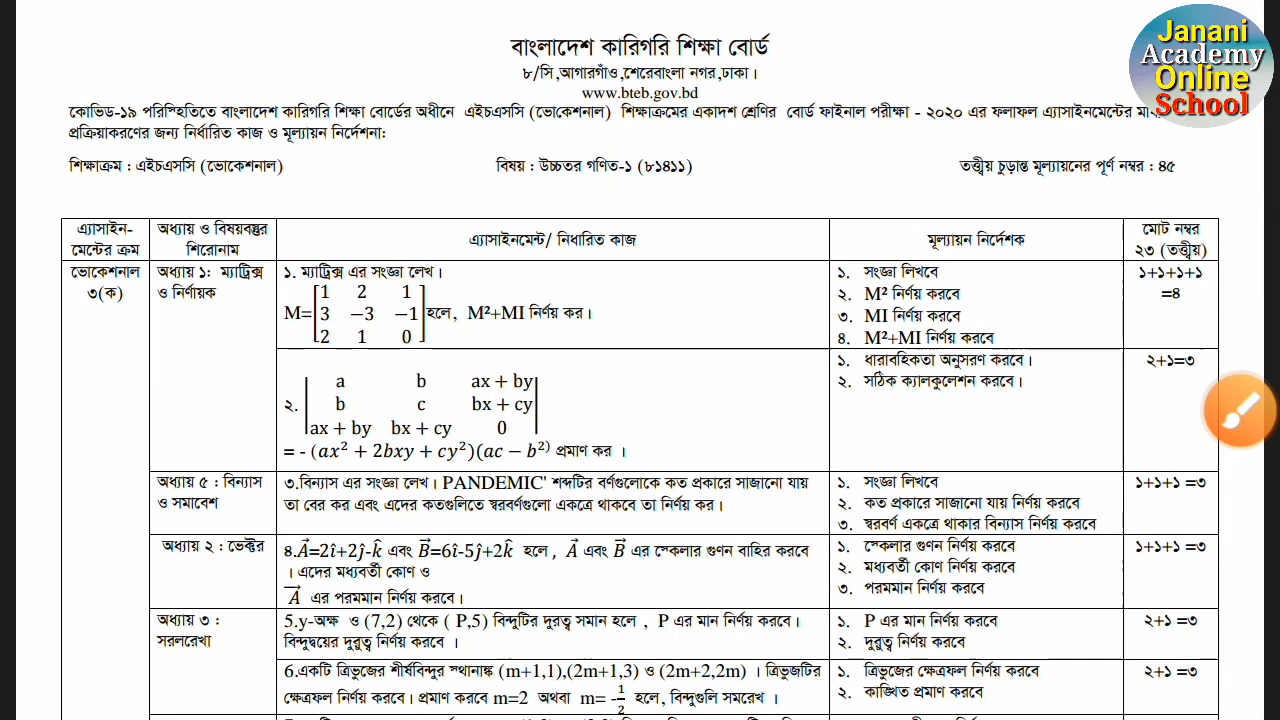 Janani
Academy
Online
School
বাংলাদেশ কারিগরি শিক্ষা বোর্ড
৮/সি,আগারগাঁও,শেরেবাংলা নগর,ঢাকা।
www.bteb.gov.bd
কোভিড-১৯ পরিস্হিতিতে বাংলাদেশ কারিগরি শিক্ষা বোর্ডের অধীনে এইচএসসি (ভোকেশনাল) শিক্ষাক্রমের একাদশ শ্রেণির বোর্ড ফাইনাল পরীক্ষা - ২০২০ এর ফলাফল এ্যাসাইনমেন্টের
প্রক্রিয়াকরণের জন্য নির্ধারিত কাজ ও মূল্যায়ন নির্দেশনা:
শিক্ষাক্রম : এইচএসসি (ভোকেশনাল) বিষয় : উচ্চতর গণিত-১ (৮১৪১১) তত্ত্বীয় চুড়ান্ত মূল্যায়নের পূর্ণ নম্বর : ৪৫
এ্যাসাইন-
মেন্টের ক্রম
অধ্যায় ও বিষয়বস্তুর
শিরোনাম
এ্যাসাইনমেন্ট/ নির্ধারিত কাজ
মূল্যায়ন নির্দেশক
মোট নম্বর
২৩ (তত্ত্বীয়)
ভোকেশনাল
৩(ক)
অধ্যায় ১: ম্যাট্রিক্স
ও নির্ণায়ক
১. ম্যাট্রিক্স এর সংজ্ঞা লেখ।
1 2 1
M= 3 −3 −1 হলে, M²+MI নির্ণয় কর।
2 1 0
১. সংজ্ঞা লিখবে
২. M² নির্ণয় করবে
৩. MI নির্ণয় করবে
৪. M²+MI নির্ণয় করবে
১+১+১+১
=৪
a b ax + by
২. b c bx + cy
ax + by bx + cy 0
= - (ax² + 2bxy + cy²)(ac − b²⁾ প্রমাণ কর ।
১. ধারাবাহিকতা অনুসরণ করবে।
২. সঠিক ক্যালকুলেশন করবে।
২+১=৩
অধ্যায় ৫ : বিন্যাস
ও সমাবেশ
৩.বিন্যাস এর সংজ্ঞা লেখ। PANDEMIC' শব্দটির বর্ণগুলোকে কত প্রকারে সাজানো যায়
তা বের কর এবং এদের কতগুলিতে স্বরবর্ণগুলো একত্রে থাকবে তা নির্ণয় কর।
১. সংজ্ঞা লিখবে
২. কত প্রকারে সাজানো যায় নির্ণয় করবে
৩. স্বরবর্ণ একত্রে থাকার বিন্যাস নির্ণয় করবে
১+১+১ =৩
অধ্যায় ২ : ভেক্টর
৪.A⃗=2î+2ĵ-k̂ এবং B⃗=6î-5ĵ+2k̂ হলে, A⃗ এবং B⃗ এর স্কেলার গুণন বাহির করবে
। এদের মধ্যবর্তী কোণ ও
A⃗ এর পরমমান নির্ণয় করবে।
১. স্কেলার গুণন নির্ণয় করবে
২. মধ্যবর্তী কোণ নির্ণয় করবে
৩. পরমমান নির্ণয় করবে
১+১+১ =৩
অধ্যায় ৩ :
সরলরেখা
5.y-অক্ষ ও (7,2) থেকে ( P,5) বিন্দুটির দুরত্ব সমান হলে, P এর মান নির্ণয় করবে।
বিন্দুদ্বয়ের দুরুত্ব নির্ণয় করবে ।
১. P এর মান নির্ণয় করবে
২. দুরুত্ব নির্ণয় করবে
২+১ =৩
6.একটি ত্রিভুজের শীর্ষবিন্দুর স্থানাঙ্ক (m+1,1),(2m+1,3) ও (2m+2,2m) । ত্রিভুজটির
ক্ষেত্রফল নির্ণয় করবে। প্রমাণ করবে m=2 অথবা m= -1/2 হলে, বিন্দুগুলি সমরেখ ।
১. ত্রিভুজের ক্ষেত্রফল নির্ণয় করবে
২. কাঙ্খিত প্রমাণ করবে
২+১ =৩